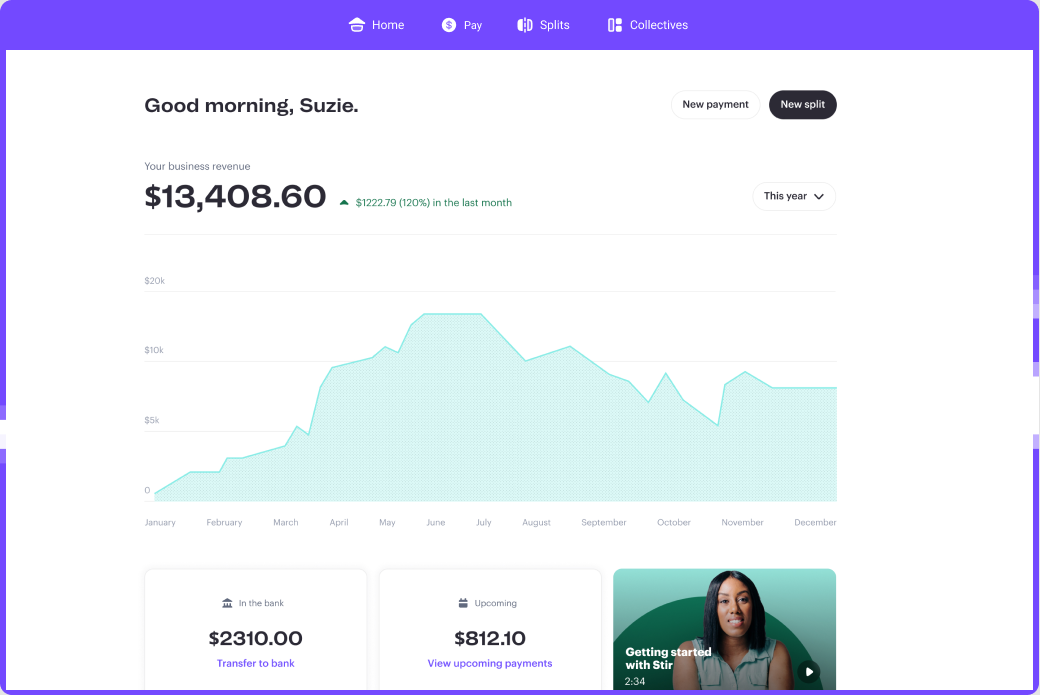 Home Pay Splits Collectives
Good morning, Suzie.
New payment New split
Your business revenue
$13,408.60 $1222.79 (120%) in the last month
This year
$20k
$10k
$5k
0
January February March April May June July August September October November December
In the bank
$2310.00
Transfer to bank
Upcoming
$812.10
View upcoming payments
Getting started
with Stir
2:34